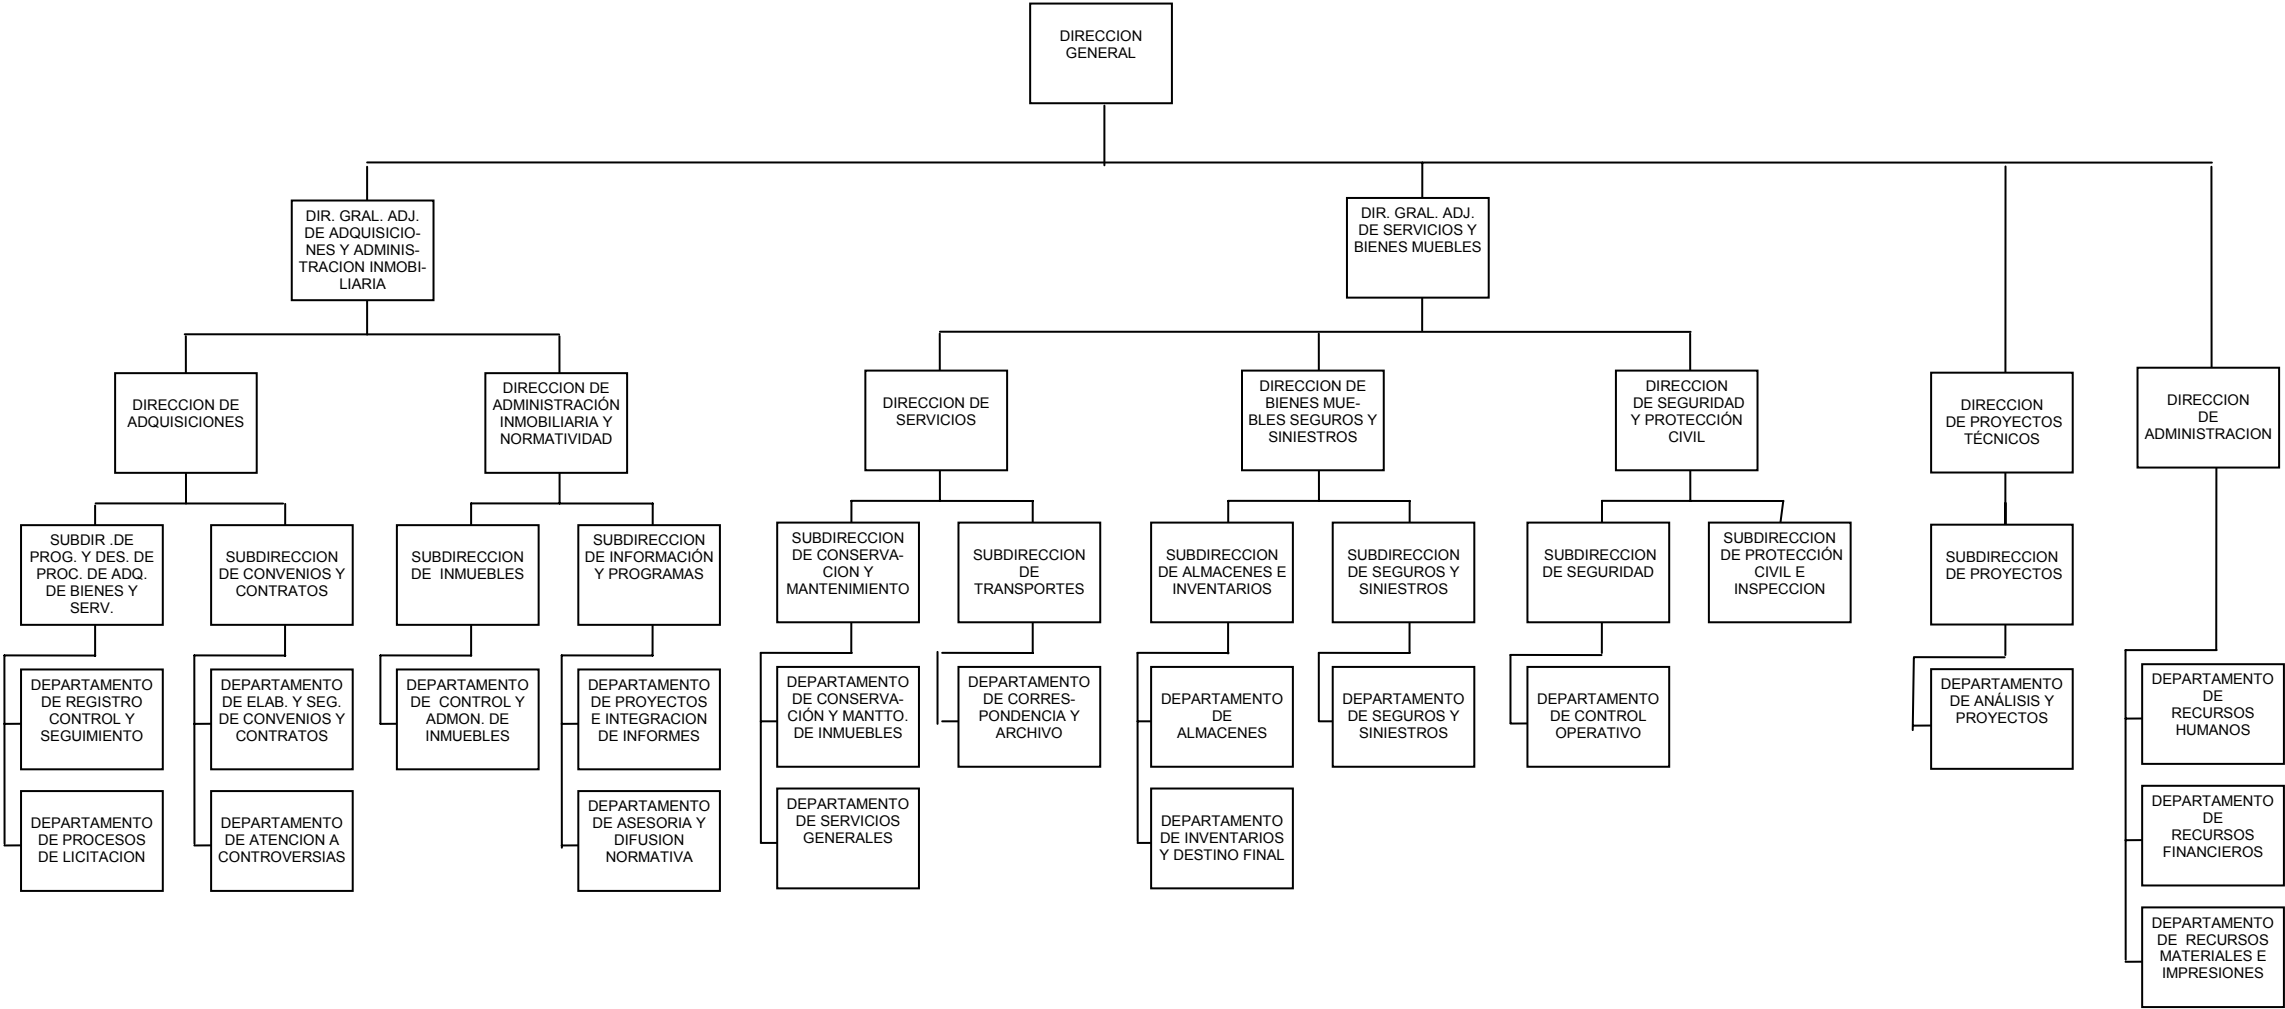 DIRECCION
GENERAL
DIR. GRAL. ADJ.
DE ADQUISICIO-
NES Y ADMINIS-
TRACION INMOBI-
LIARIA
DIR. GRAL. ADJ.
DE SERVICIOS Y
BIENES MUEBLES
DIRECCION DE
ADQUISICIONES
DIRECCION DE
ADMINISTRACIÓN
INMOBILIARIA Y
NORMATIVIDAD
DIRECCION DE
SERVICIOS
DIRECCION DE
BIENES MUE-
BLES SEGUROS Y
SINIESTROS
DIRECCION
DE SEGURIDAD
Y PROTECCIÓN
CIVIL
DIRECCION
DE PROYECTOS
TÉCNICOS
DIRECCION
DE
ADMINISTRACION
SUBDIR .DE
PROG. Y DES. DE
PROC. DE ADQ.
DE BIENES Y
SERV.
SUBDIRECCION
DE CONVENIOS Y
CONTRATOS
SUBDIRECCION
DE INMUEBLES
SUBDIRECCION
DE INFORMACIÓN
Y PROGRAMAS
SUBDIRECCION
DE CONSERVA-
CION Y
MANTENIMIENTO
SUBDIRECCION
DE
TRANSPORTES
SUBDIRECCION
DE ALMACENES E
INVENTARIOS
SUBDIRECCION
DE SEGUROS Y
SINIESTROS
SUBDIRECCION
DE SEGURIDAD
SUBDIRECCION
DE PROTECCIÓN
CIVIL E
INSPECCION
SUBDIRECCION
DE PROYECTOS
DEPARTAMENTO
DE REGISTRO
CONTROL Y
SEGUIMIENTO
DEPARTAMENTO
DE ELAB. Y SEG.
DE CONVENIOS Y
CONTRATOS
DEPARTAMENTO
DE CONTROL Y
ADMON. DE
INMUEBLES
DEPARTAMENTO
DE PROYECTOS
E INTEGRACION
DE INFORMES
DEPARTAMENTO
DE CONSERVA-
CIÓN Y MANTTO.
DE INMUEBLES
DEPARTAMENTO
DE CORRES-
PONDENCIA Y
ARCHIVO
DEPARTAMENTO
DE
ALMACENES
DEPARTAMENTO
DE SEGUROS Y
SINIESTROS
DEPARTAMENTO
DE CONTROL
OPERATIVO
DEPARTAMENTO
DE ANÁLISIS Y
PROYECTOS
DEPARTAMENTO
DE
RECURSOS
HUMANOS
DEPARTAMENTO
DE PROCESOS
DE LICITACION
DEPARTAMENTO
DE ATENCION A
CONTROVERSIAS
DEPARTAMENTO
DE ASESORIA Y
DIFUSION
NORMATIVA
DEPARTAMENTO
DE SERVICIOS
GENERALES
DEPARTAMENTO
DE INVENTARIOS
Y DESTINO FINAL
DEPARTAMENTO
DE
RECURSOS
FINANCIEROS
DEPARTAMENTO
DE RECURSOS
MATERIALES E
IMPRESIONES